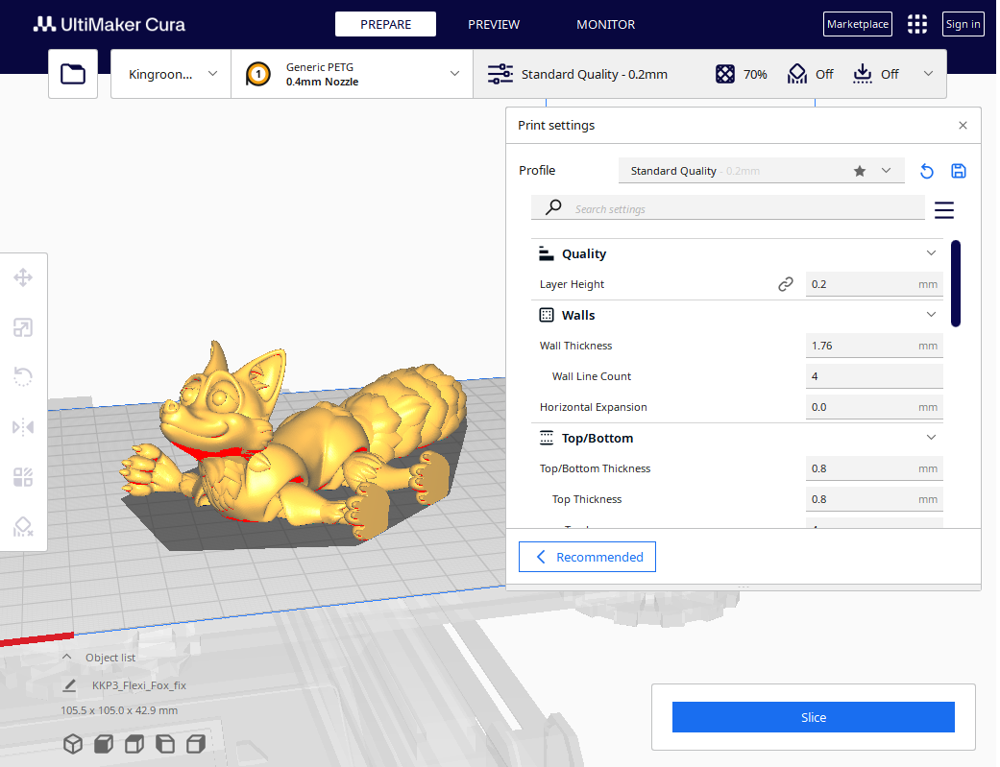 UltiMaker Cura
PREPARE
PREVIEW
MONITOR
Marketplace
Sign in
Kingroon...
1
Generic PETG
0.4mm Nozzle
Standard Quality - 0.2mm
70%
Off
Off
Print settings
Profile
Standard Quality - 0.2mm
Search settings
Quality
Layer Height
0.2
mm
Walls
Wall Thickness
1.76
mm
Wall Line Count
4
Horizontal Expansion
0.0
mm
Top/Bottom
Top/Bottom Thickness
0.8
mm
Top Thickness
0.8
mm
Recommended
Object list
KKP3_Flexi_Fox_fix
105.5 x 105.0 x 42.9 mm
Slice